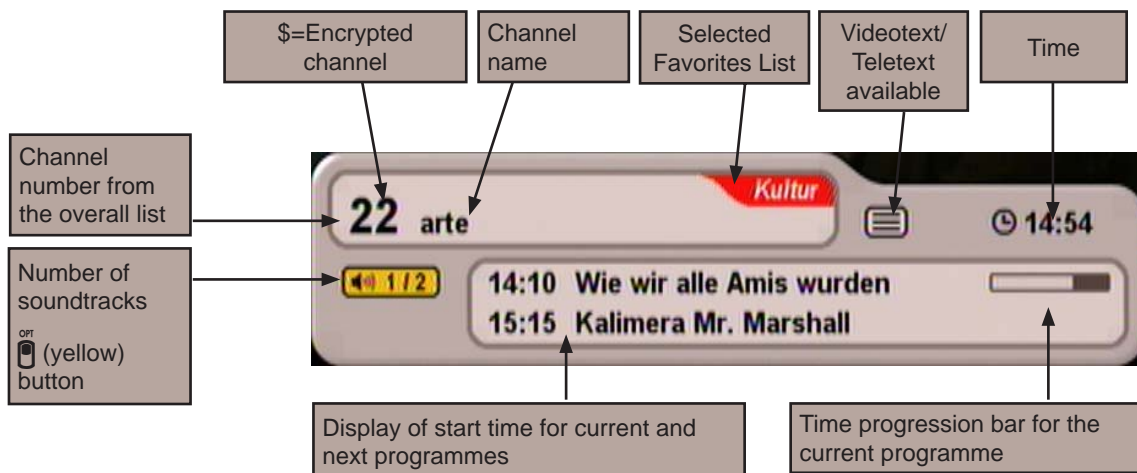 $=Encrypted
channel
Channel
name
Selected
Favorites List
Videotext/
Teletext
available
Time
Channel
number from
the overall list
Kultur
22 arte
14:54
Number of
soundtracks
OPT
(yellow)
button
1/2
14:10 Wie wir alle Amis wurden
15:15 Kalimera Mr. Marshall
Display of start time for current and
next programmes
Time progression bar for the
current programme